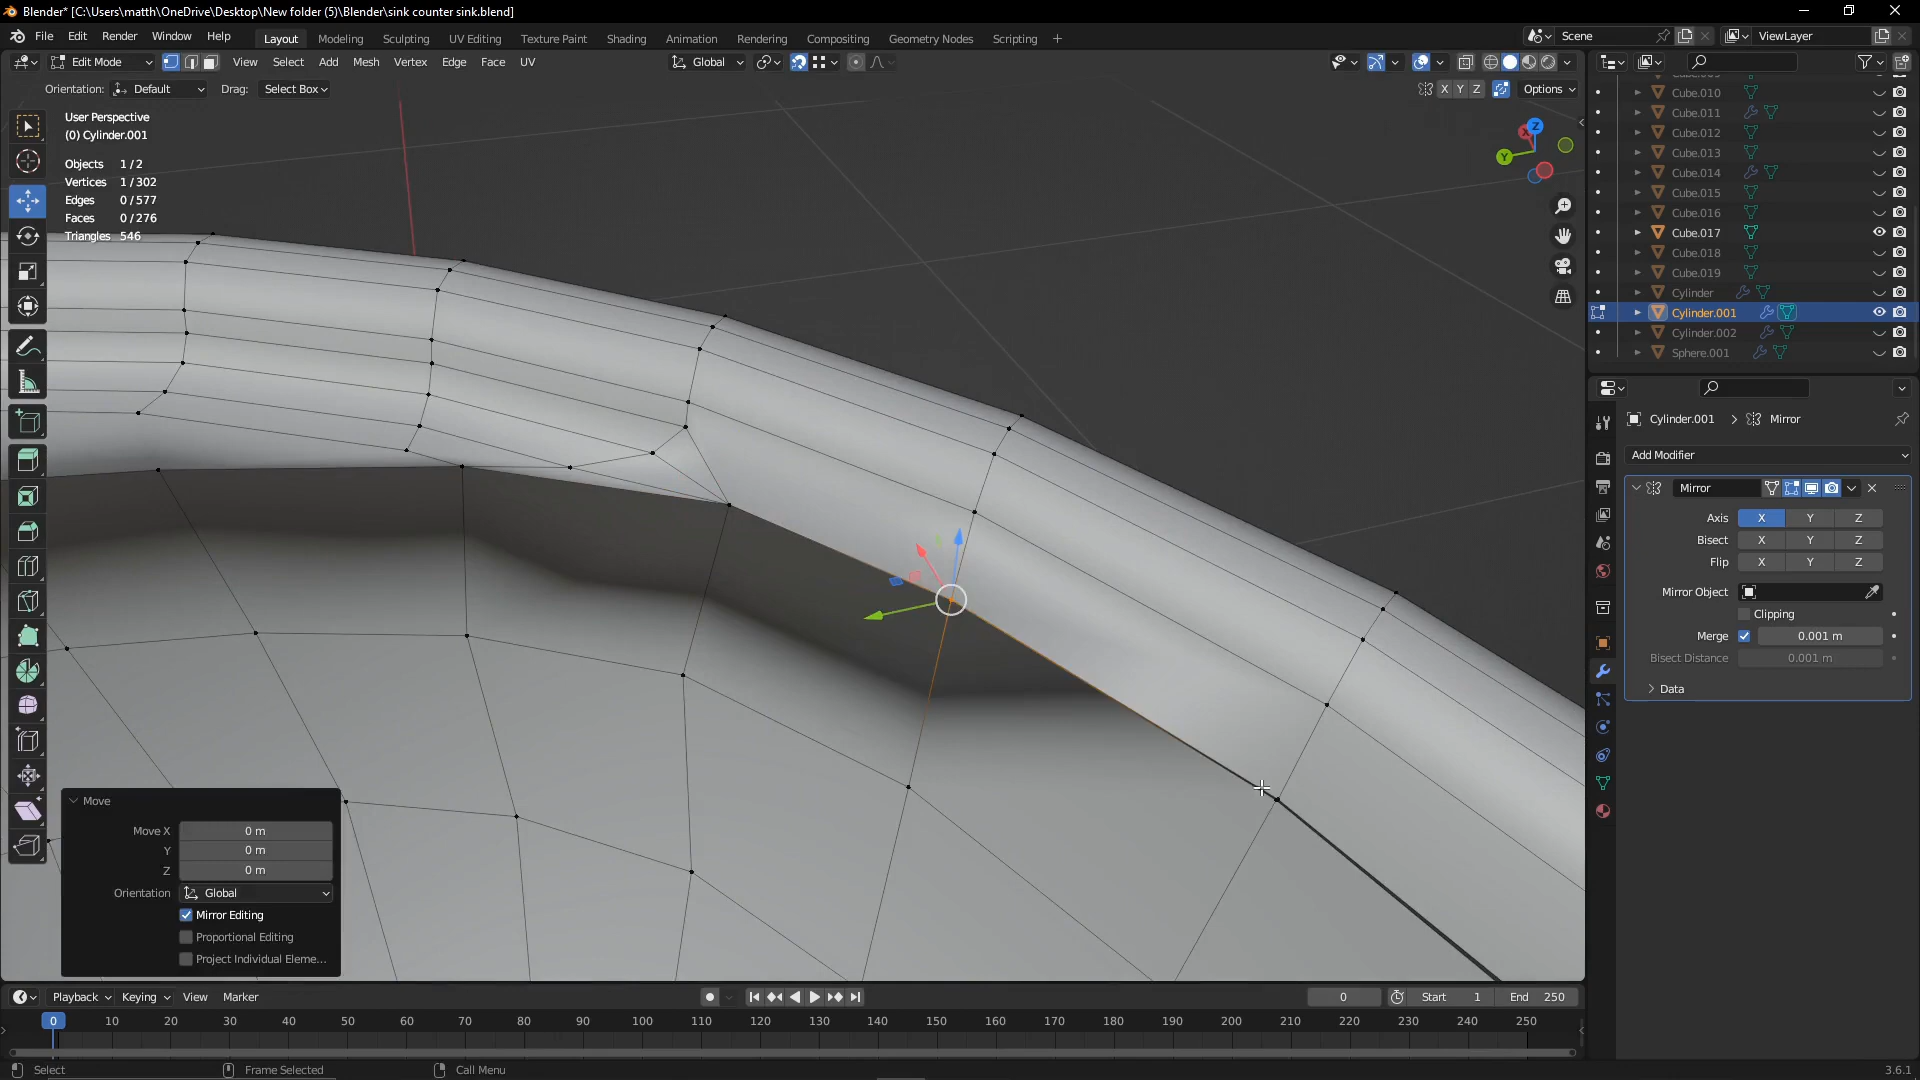 Blender* [C:\Users\matth\OneDrive\Desktop\New folder (5)\Blender\sink counter sink.blend]
File Edit Render Window Help
Layout Modeling Sculpting UV Editing Texture Paint Shading Animation Rendering Compositing Geometry Nodes Scripting +
Scene
ViewLayer
Edit Mode
View Select Add Mesh Vertex Edge Face UV
Global
Orientation: Default Drag: Select Box
X Y Z Options
User Perspective
(0) Cylinder.001
Objects 1/2
Vertices 1/302
Edges 0/577
Faces 0/276
Triangles 546
X
Y
Z
Cube.010
Cube.011
Cube.012
Cube.013
Cube.014
Cube.015
Cube.016
Cube.017
Cube.018
Cube.019
Cylinder
Cylinder.001
Cylinder.002
Sphere.001
Cylinder.001 > Mirror
Add Modifier
Mirror
Axis X Y Z
Bisect X Y Z
Flip X Y Z
Mirror Object
Clipping
Merge 0.001 m
Bisect Distance 0.001 m
Data
Move
Move X 0 m
Y 0 m
Z 0 m
Orientation Global
Mirror Editing
Proportional Editing
Project Individual Eleme...
Playback Keying View Marker
0 Start 1 End 250
0 10 20 30 40 50 60 70 80 90 100 110 120 130 140 150 160 170 180 190 200 210 220 230 240 250
Select Frame Selected Call Menu 3.6.1